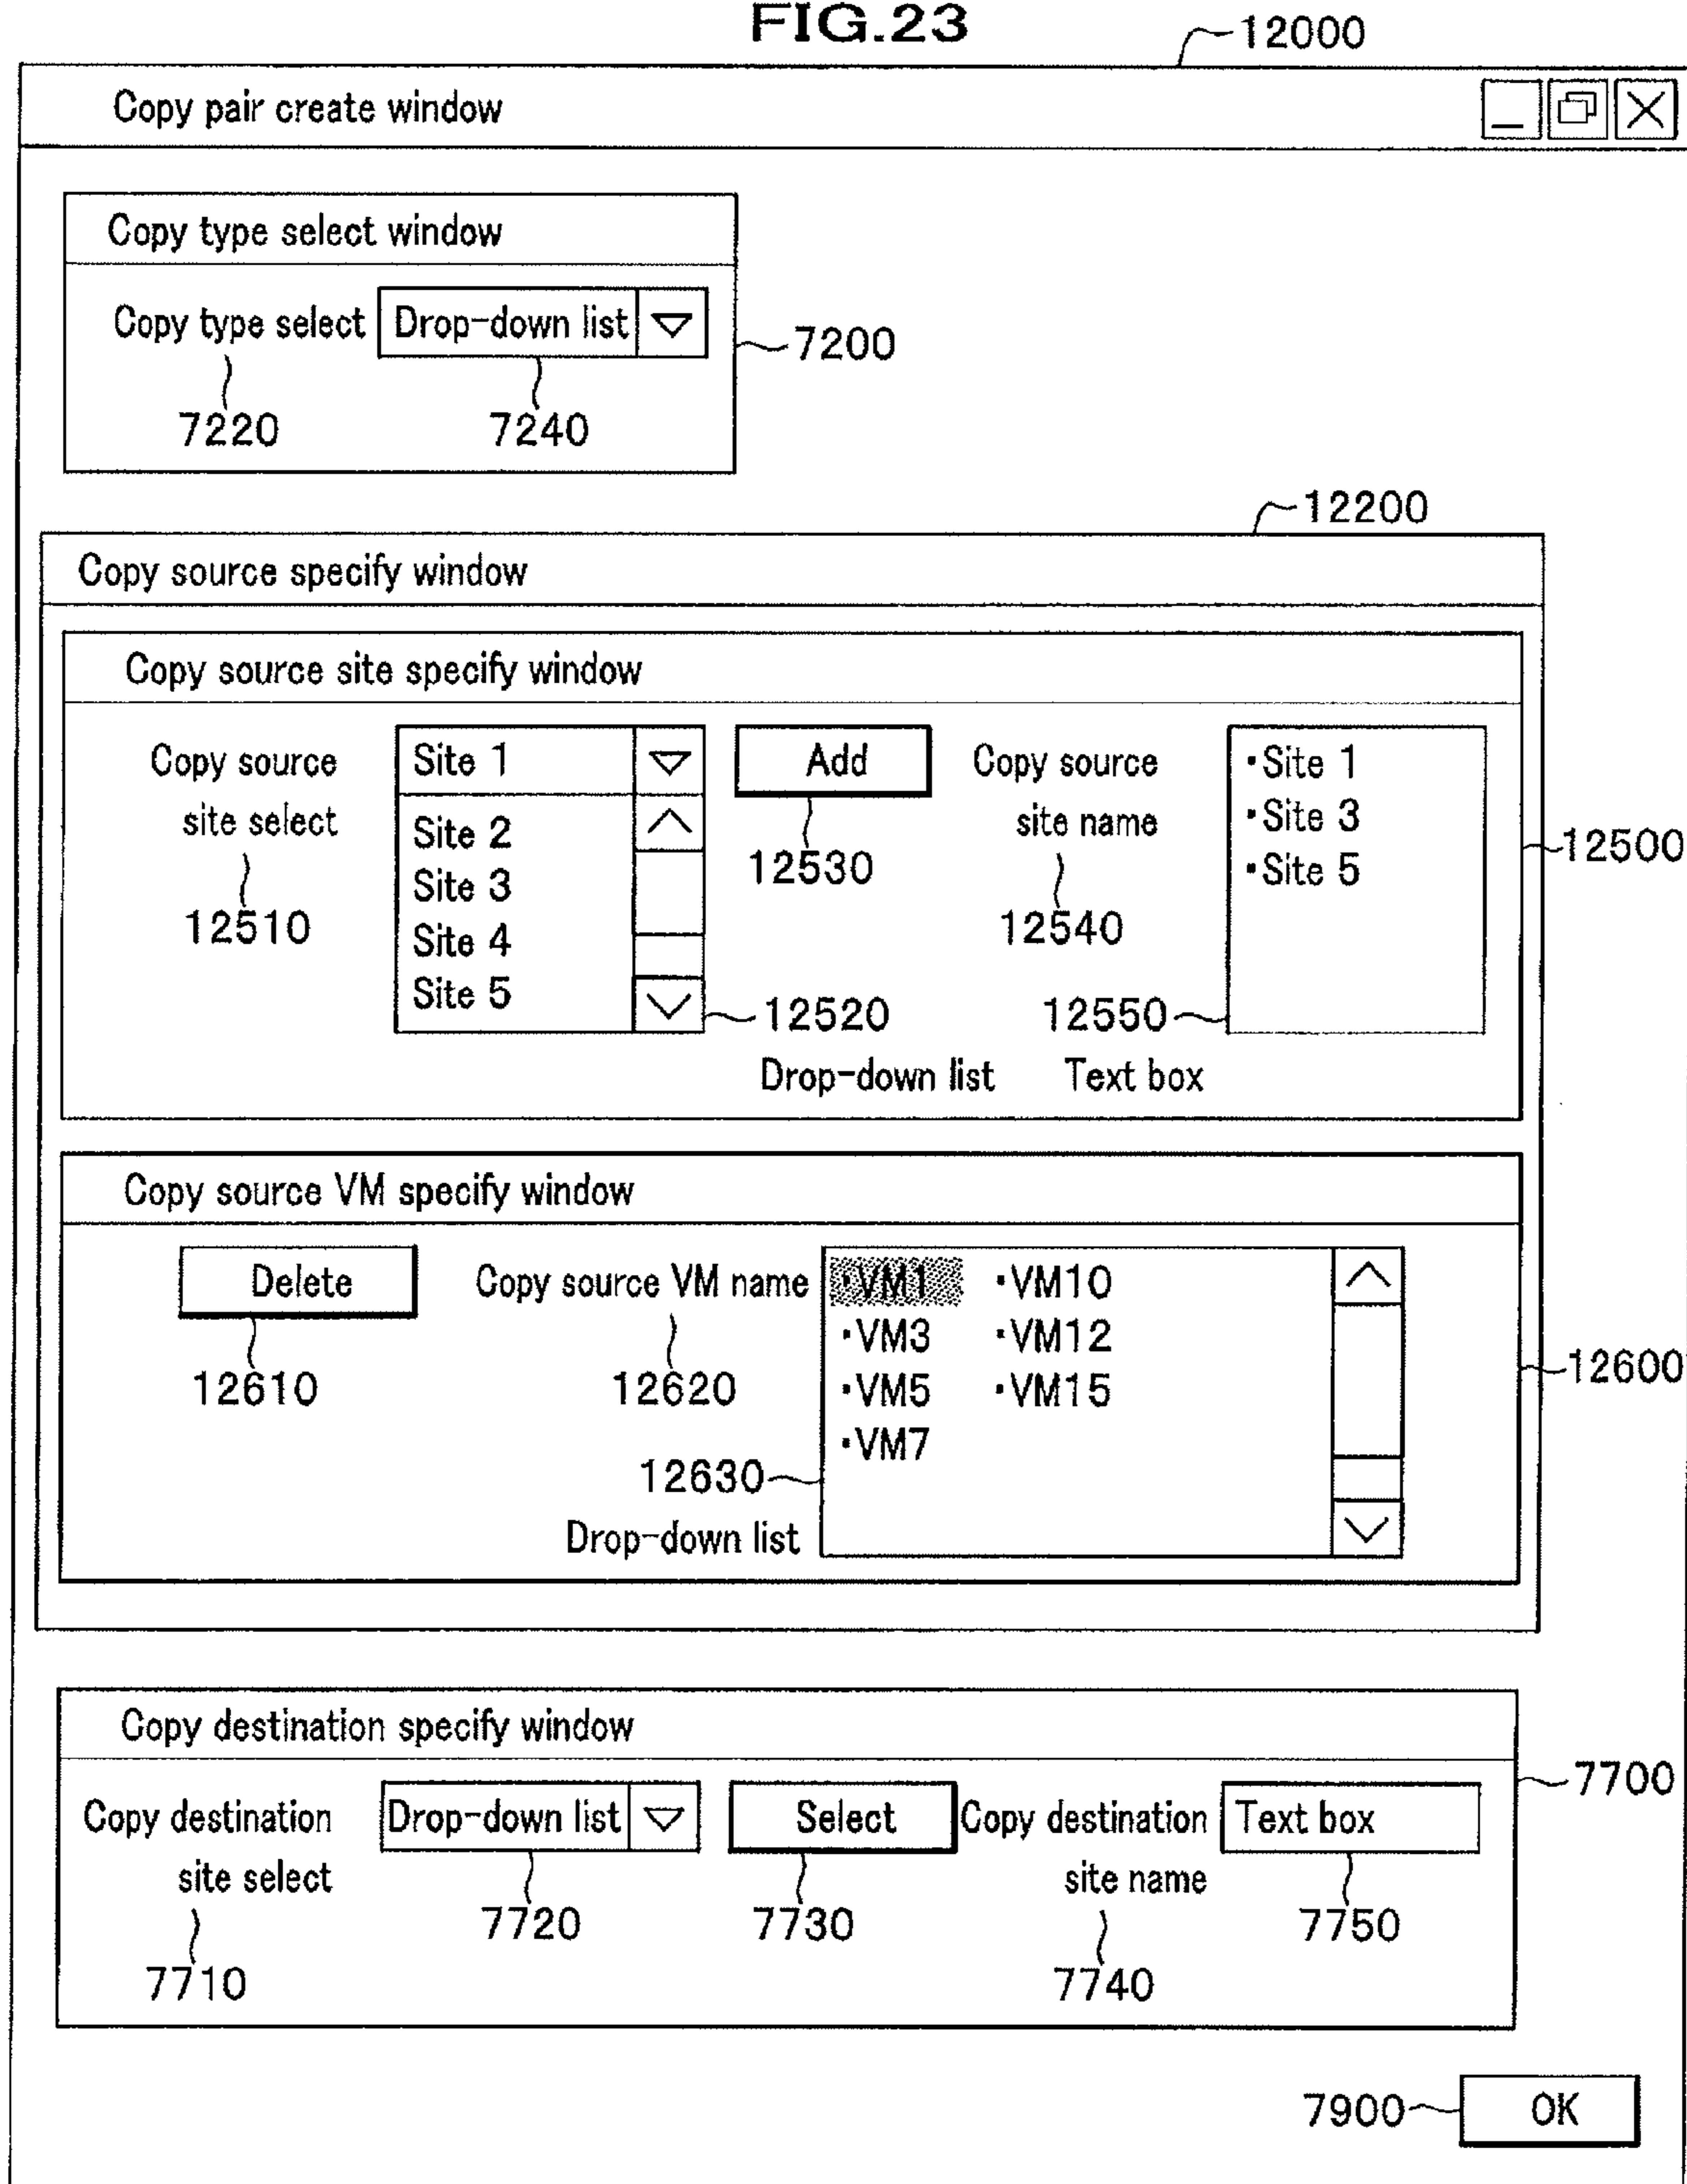 FIG.23
12000
Copy pair create window
Copy type select window
Copy type select Drop-down list
7200
7220 7240
12200
Copy source specify window
Copy source site specify window
Copy source Site 1 Add Copy source ▪Site 1
site select Site 2 site name ▪Site 3
12530 12500
Site 3 ▪Site 5
12510 Site 4 12540
Site 5 12520 12550
Drop-down list Text box
Copy source VM specify window
Delete Copy source VM name ▪VM1 ▪VM10
▪VM3 ▪VM12
12600
12610 12620 ▪VM5 ▪VM15
▪VM7
12630
Drop-down list
Copy destination specify window
7700
Copy destination Drop-down list Select Copy destination Text box
site select site name
7720 7730 7750
7710 7740
7900 OK